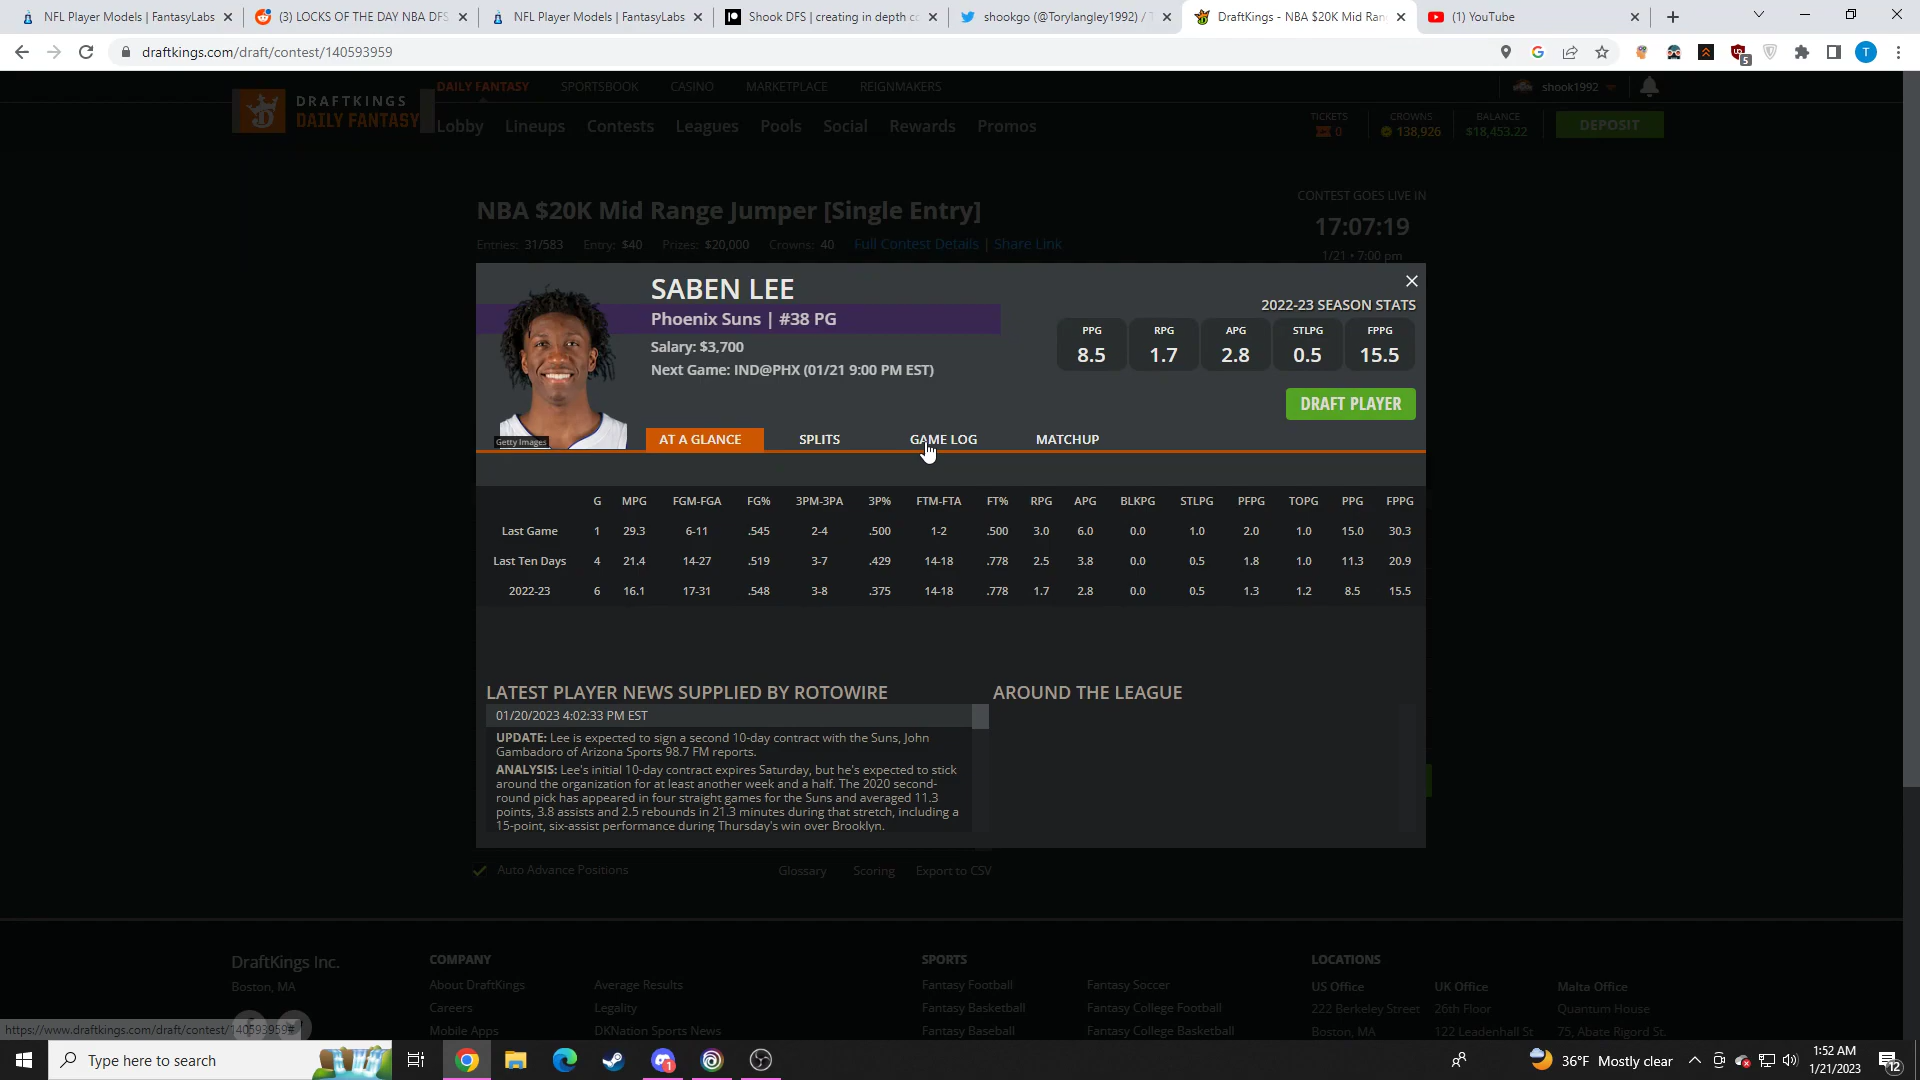 NFL Player Models | FantasyLabs
(3) LOCKS OF THE DAY NBA DFS
NFL Player Models | FantasyLabs
Shook DFS | creating in depth co
shookgo (@Torylangley1992) / T
DraftKings - NBA $20K Mid Ran
(1) YouTube
draftkings.com/draft/contest/140593959
5
T
DRAFTKINGS
DAILY FANTASY
DAILY FANTASY SPORTSBOOK CASINO MARKETPLACE REIGNMAKERS
shook1992
Lobby Lineups Contests Leagues Pools Social Rewards Promos
TICKETS
0
CROWNS
138,926
BALANCE
$18,453.22
DEPOSIT
NBA $20K Mid Range Jumper [Single Entry]
Entries: 31/583 Entry: $40 Prizes: $20,000 Crowns: 40 Full Contest Details | Share Link
CONTEST GOES LIVE IN
17:07:19
1/21 • 7:00 pm
SABEN LEE
Phoenix Suns | #38 PG
Salary: $3,700
Next Game: IND@PHX (01/21 9:00 PM EST)
Getty Images
2022-23 SEASON STATS
PPG RPG APG STLPG FPPG
8.5 1.7 2.8 0.5 15.5
DRAFT PLAYER
AT A GLANCE SPLITS GAME LOG MATCHUP
G MPG FGM-FGA FG% 3PM-3PA 3P% FTM-FTA FT% RPG APG BLKPG STLPG PFPG TOPG PPG FPPG
Last Game 1 29.3 6-11 .545 2-4 .500 1-2 .500 3.0 6.0 0.0 1.0 2.0 1.0 15.0 30.3
Last Ten Days 4 21.4 14-27 .519 3-7 .429 14-18 .778 2.5 3.8 0.0 0.5 1.8 1.0 11.3 20.9
2022-23 6 16.1 17-31 .548 3-8 .375 14-18 .778 1.7 2.8 0.0 0.5 1.3 1.2 8.5 15.5
LATEST PLAYER NEWS SUPPLIED BY ROTOWIRE
01/20/2023 4:02:33 PM EST
UPDATE: Lee is expected to sign a second 10-day contract with the Suns, John
Gambadoro of Arizona Sports 98.7 FM reports.
ANALYSIS: Lee's initial 10-day contract expires Saturday, but he's expected to stick
around the organization for at least another week and a half. The 2020 second-
round pick has appeared in four straight games for the Suns and averaged 11.3
points, 3.8 assists and 2.5 rebounds in 21.3 minutes during that stretch, including a
15-point, six-assist performance during Thursday's win over Brooklyn.
AROUND THE LEAGUE
Auto Advance Positions Glossary Scoring Export to CSV
DraftKings Inc.
Boston, MA
COMPANY
About DraftKings Average Results
Careers Legality
Mobile Apps DKNation Sports News
SPORTS
Fantasy Football Fantasy Soccer
Fantasy Basketball Fantasy College Football
Fantasy Baseball Fantasy College Basketball
LOCATIONS
US Office UK Office Malta Office
222 Berkeley Street 26th Floor Quantum House
Boston, MA 122 Leadenhall St 75, Abate Rigord St.
https://www.draftkings.com/draft/contest/140593959#
Type here to search
1
36°F Mostly clear
1:52 AM
1/21/2023
12